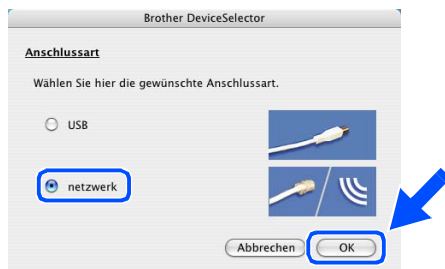 Brother DeviceSelector
Anschlussart
Wählen Sie hier die gewünschte Anschlussart.
USB
netzwerk
Abbrechen OK